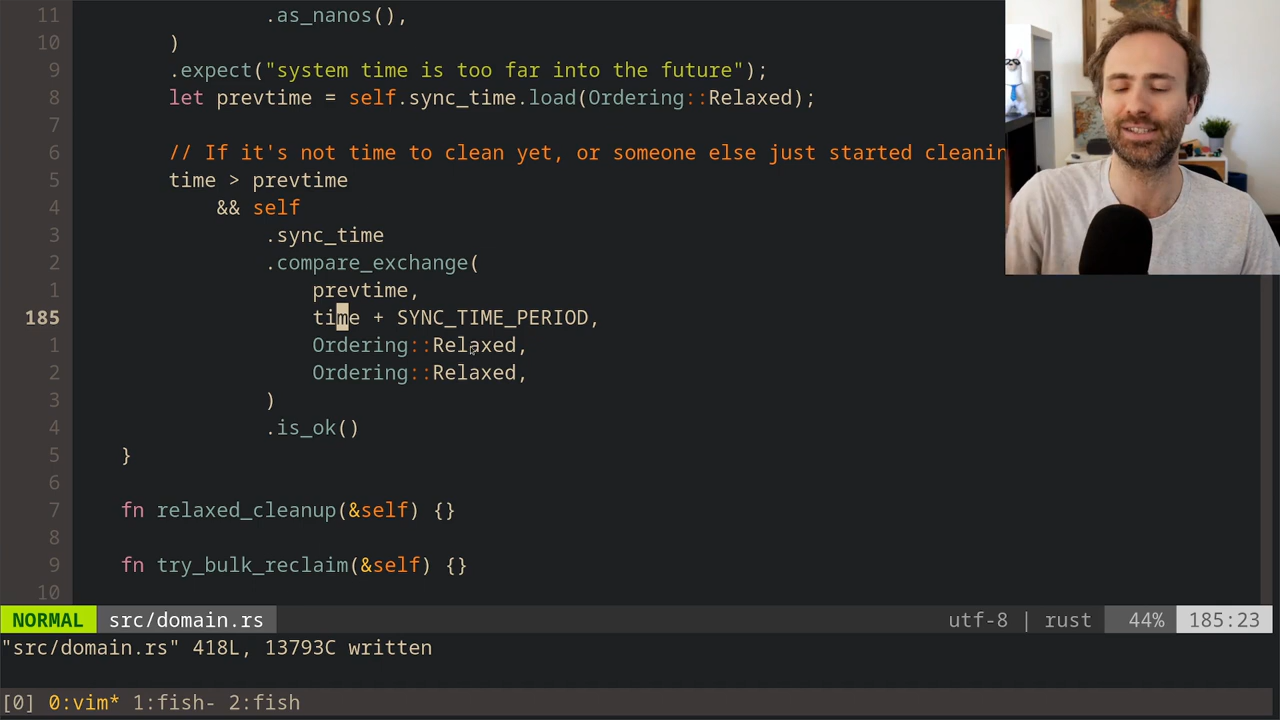 11 .as_nanos(),
10 )
9 .expect("system time is too far into the future");
8 let prevtime = self.sync_time.load(Ordering::Relaxed);
7
6 // If it's not time to clean yet, or someone else just started cleanin
5 time > prevtime
4 && self
3 .sync_time
2 .compare_exchange(
1 prevtime,
185 time + SYNC_TIME_PERIOD,
1 Ordering::Relaxed,
2 Ordering::Relaxed,
3 )
4 .is_ok()
5 }
6
7 fn relaxed_cleanup(&self) {}
8
9 fn try_bulk_reclaim(&self) {}
10
NORMAL src/domain.rs utf-8 | rust 44% 185:23
"src/domain.rs" 418L, 13793C written
[0] 0:vim* 1:fish- 2:fish